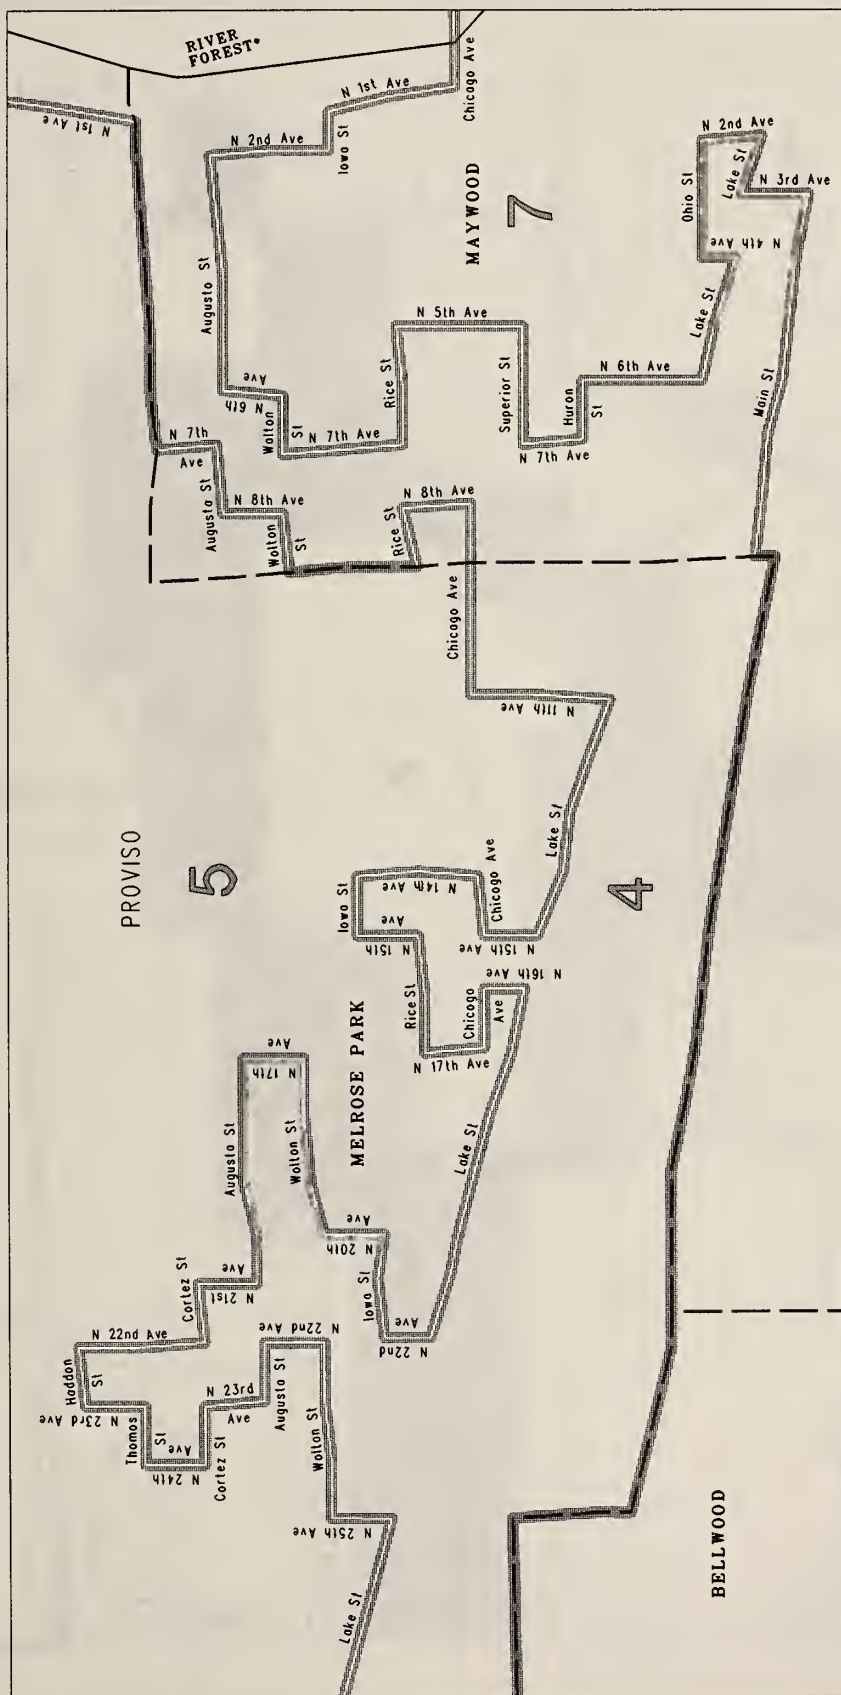 RIVER
FOREST*
N 1st Ave
N 1st Ave
Chicago Ave
Iowa St
N 2nd Ave
Augusta St
MAYWOOD
7
N 2nd Ave
Lake St
N 3rd Ave
Ohio St
N 4th Ave
Lake St
N 5th Ave
Rice St
Superior St
Huron
St
N 6th Ave
Main St
N 6th
Ave
Walton
St
N 7th Ave
N 7th Ave
N 7th
Ave
Augusta St
N 8th Ave
Walton
St
Rice St
N 8th Ave
Chicago Ave
N 11th Ave
Lake St
PROVISO
5
4
Iowa St
N 14th Ave
Chicago Ave
N 15th
Ave
N 15th Ave
N 16th Ave
Rice St
Chicago
Ave
N 17th Ave
MELROSE PARK
N 17th
Ave
Augusta St
Walton St
Lake St
N 20th
Ave
Iowa St
N 22nd
Ave
N 21st
Ave
Cortez St
N 22nd Ave
N 22nd Ave
Haddon
St
N 23rd Ave
N 23rd
Ave
Augusta St
Thomas
St
N 24th
Ave
Cortez St
Walton St
N 25th Ave
Lake St
BELLWOOD